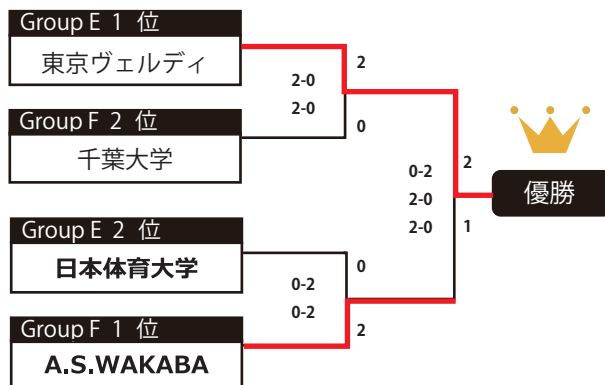 Group E 1 位
東京ヴェルディ
Group F 2 位
千葉大学
Group E 2 位
日本体育大学
Group F 1 位
A.S.WAKABA
2
2-0
2-0
0
0
0-2
0-2
2
0-2
2-0
2-0
2
1
優勝